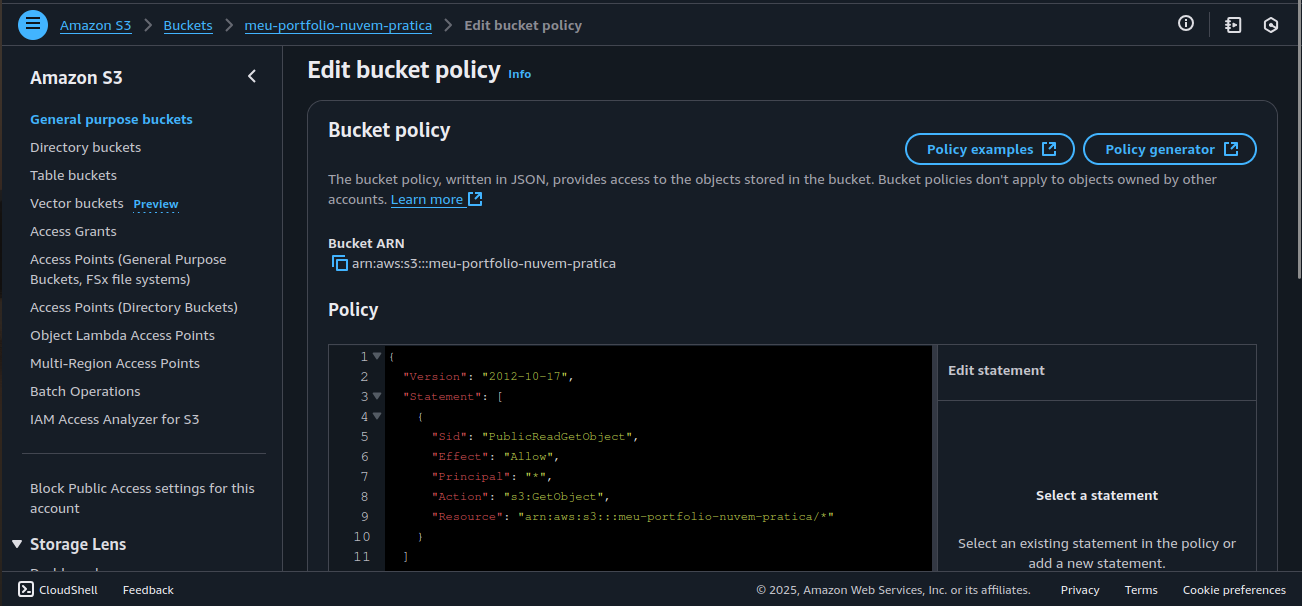 Amazon S3 > Buckets > meu-portfolio-nuvem-pratica > Edit bucket policy
Amazon S3
General purpose buckets
Directory buckets
Table buckets
Vector buckets Preview
Access Grants
Access Points (General Purpose
Buckets, FSx file systems)
Access Points (Directory Buckets)
Object Lambda Access Points
Multi-Region Access Points
Batch Operations
IAM Access Analyzer for S3
Block Public Access settings for this
account
Storage Lens
Edit bucket policy Info
Bucket policy
Policy examples
Policy generator
The bucket policy, written in JSON, provides access to the objects stored in the bucket. Bucket policies don't apply to objects owned by other
accounts. Learn more
Bucket ARN
arn:aws:s3:::meu-portfolio-nuvem-pratica
Policy
1 {
2 "Version": "2012-10-17",
3 "Statement": [
4 {
5 "Sid": "PublicReadGetObject",
6 "Effect": "Allow",
7 "Principal": "*",
8 "Action": "s3:GetObject",
9 "Resource": "arn:aws:s3:::meu-portfolio-nuvem-pratica/*"
10 }
11 ]
Edit statement
Select a statement
Select an existing statement in the policy or
add a new statement.
CloudShell
Feedback
© 2025, Amazon Web Services, Inc. or its affiliates.
Privacy
Terms
Cookie preferences